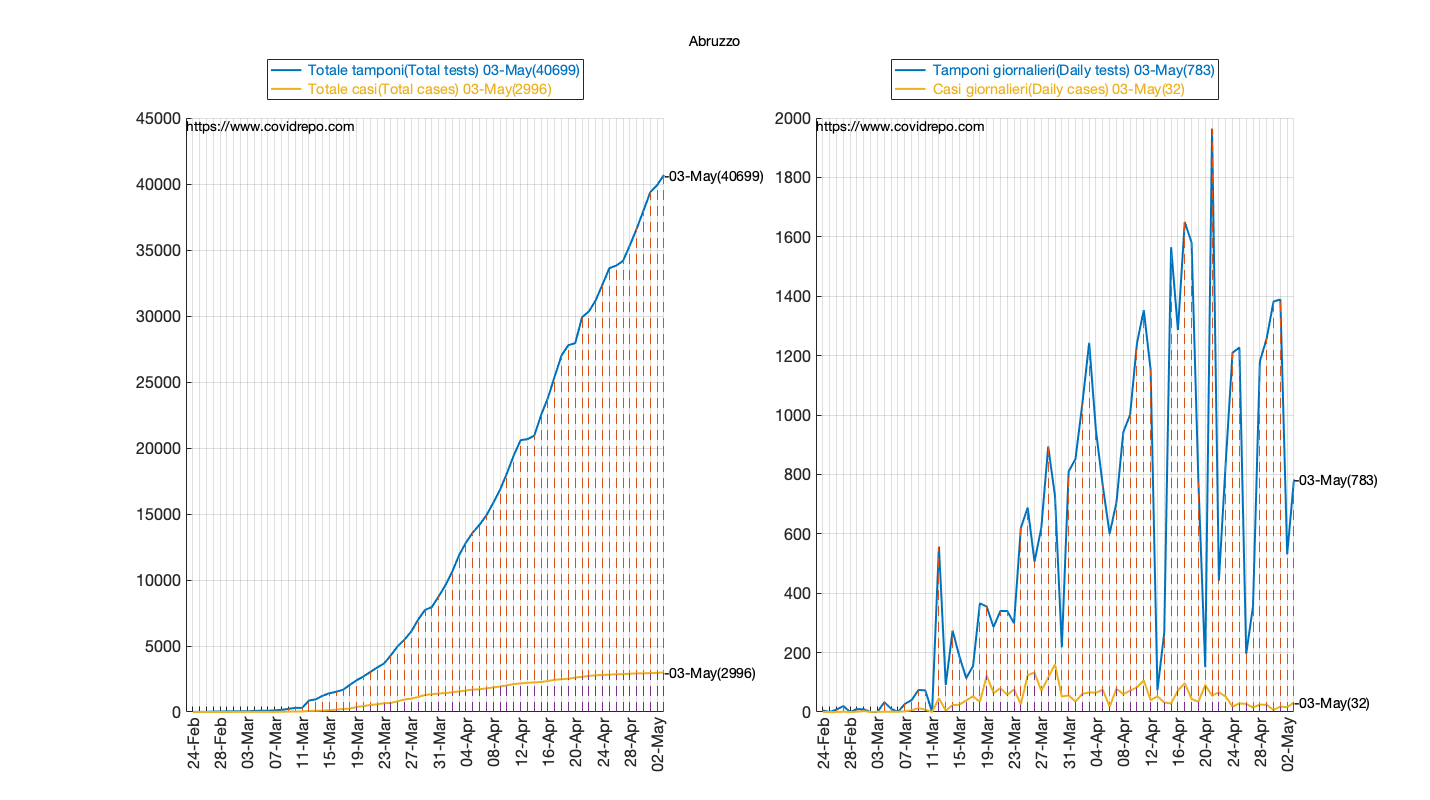 Abruzzo
Totale tamponi(Total tests) 03-May(40699)
Totale casi(Total cases) 03-May(2996)
https://www.covidrepo.com
45000
40000
35000
30000
25000
20000
15000
10000
5000
0
-03-May(40699)
-03-May(2996)
24-Feb
28-Feb
03-Mar
07-Mar
11-Mar
15-Mar
19-Mar
23-Mar
27-Mar
31-Mar
04-Apr
08-Apr
12-Apr
16-Apr
20-Apr
24-Apr
28-Apr
02-May
Tamponi giornalieri(Daily tests) 03-May(783)
Casi giornalieri(Daily cases) 03-May(32)
https://www.covidrepo.com
2000
1800
1600
1400
1200
1000
800
600
400
200
0
-03-May(783)
-03-May(32)
24-Feb
28-Feb
03-Mar
07-Mar
11-Mar
15-Mar
19-Mar
23-Mar
27-Mar
31-Mar
04-Apr
08-Apr
12-Apr
16-Apr
20-Apr
24-Apr
28-Apr
02-May